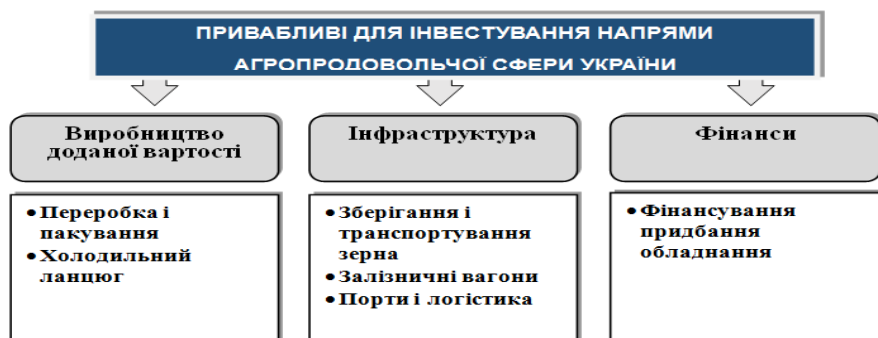 ПРИВАБЛИВІ ДЛЯ ІНВЕСТУВАННЯ НАПРЯМИ
АГРОПРОДОВОЛЬЧОЇ СФЕРИ УКРАЇНИ
Виробництво
доданої вартості
• Переробка і
пакування
• Холодильний
ланцюг
Інфраструктура
• Зберігання і
транспортування
зерна
• Залізничні вагони
• Порти і логістика
Фінанси
• Фінансування
придбання
обладнання